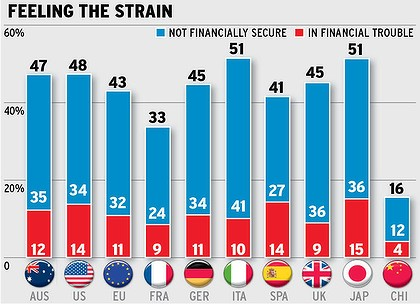 FEELING THE STRAIN
60%
NOT FINANCIALLY SECURE IN FINANCIAL TROUBLE
47 48 43 33 45 51 41 45 51 16
40%
35 34 32 24 34 41 27 36 36 12
20%
12 14 11 9 11 10 14 9 15 4
0
AUS US EU FRA GER ITA SPA UK JAP CHI